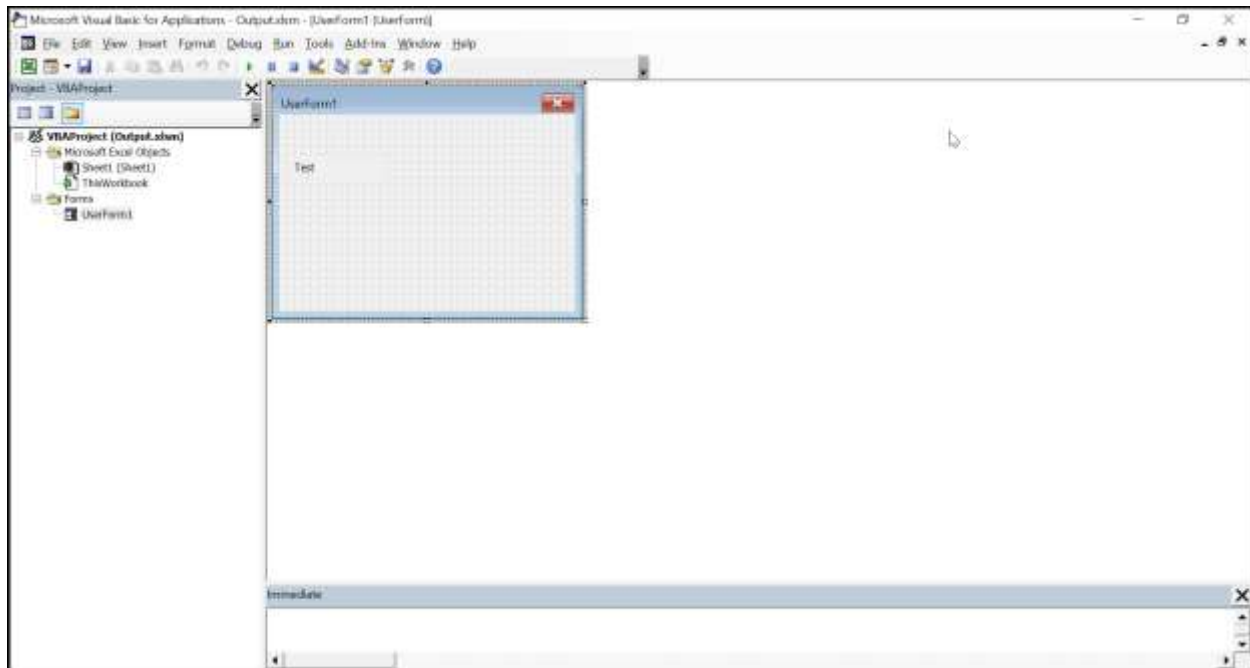 Microsoft Visual Basic for Applications - Output.xlsm - [UserForm1 (UserForm)]
File Edit View Insert Format Debug Run Tools Add-Ins Window Help
Project - VBAProject
VBAProject (Output.xlsm)
Microsoft Excel Objects
Sheet1 (Sheet1)
ThisWorkbook
Forms
UserForm1
UserForm1
Test
Immediate